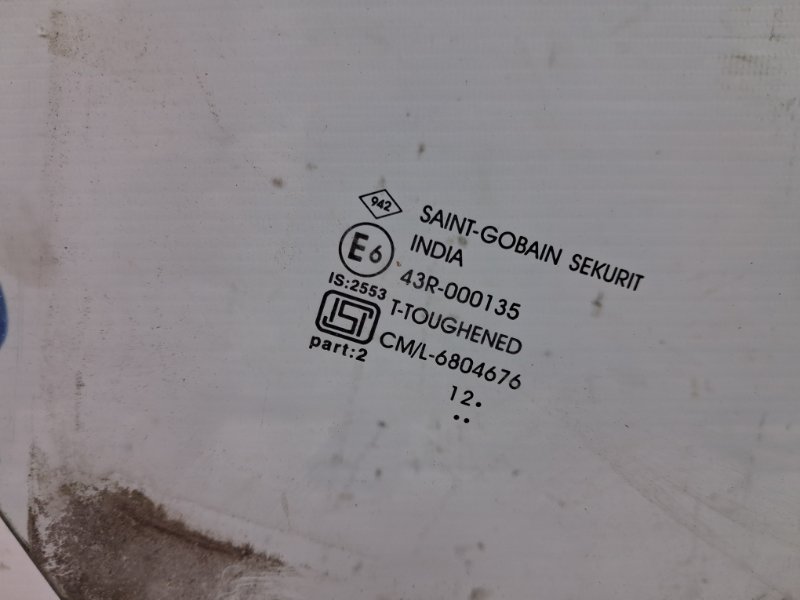 942
SAINT-GOBAIN SEKURIT
E6
INDIA
43R-000135
IS:2553
T-TOUGHENED
ISI
CM/L-6804676
part:2
12.
..